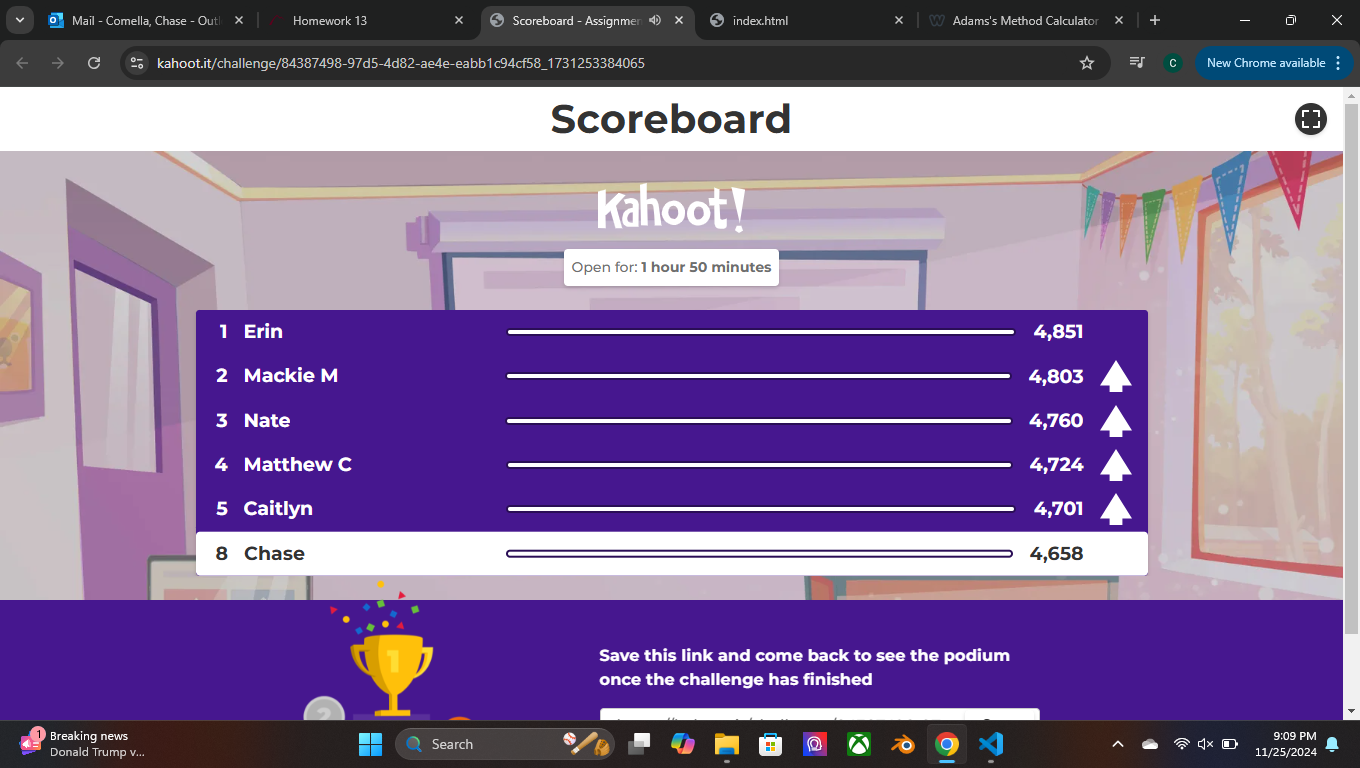 Mail - Comella, Chase - Out
Homework 13
Scoreboard - Assignmen
index.html
Adams's Method Calculator
kahoot.it/challenge/84387498-97d5-4d82-ae4e-eabb1c94cf58_1731253384065
C
New Chrome available
Scoreboard
Kahoot!
Open for: 1 hour 50 minutes
1 Erin 4,851
2 Mackie M 4,803
3 Nate 4,760
4 Matthew C 4,724
5 Caitlyn 4,701
8 Chase 4,658
1
2
Save this link and come back to see the podium
once the challenge has finished
1
Breaking news
Donald Trump v...
Search
9:09 PM
11/25/2024